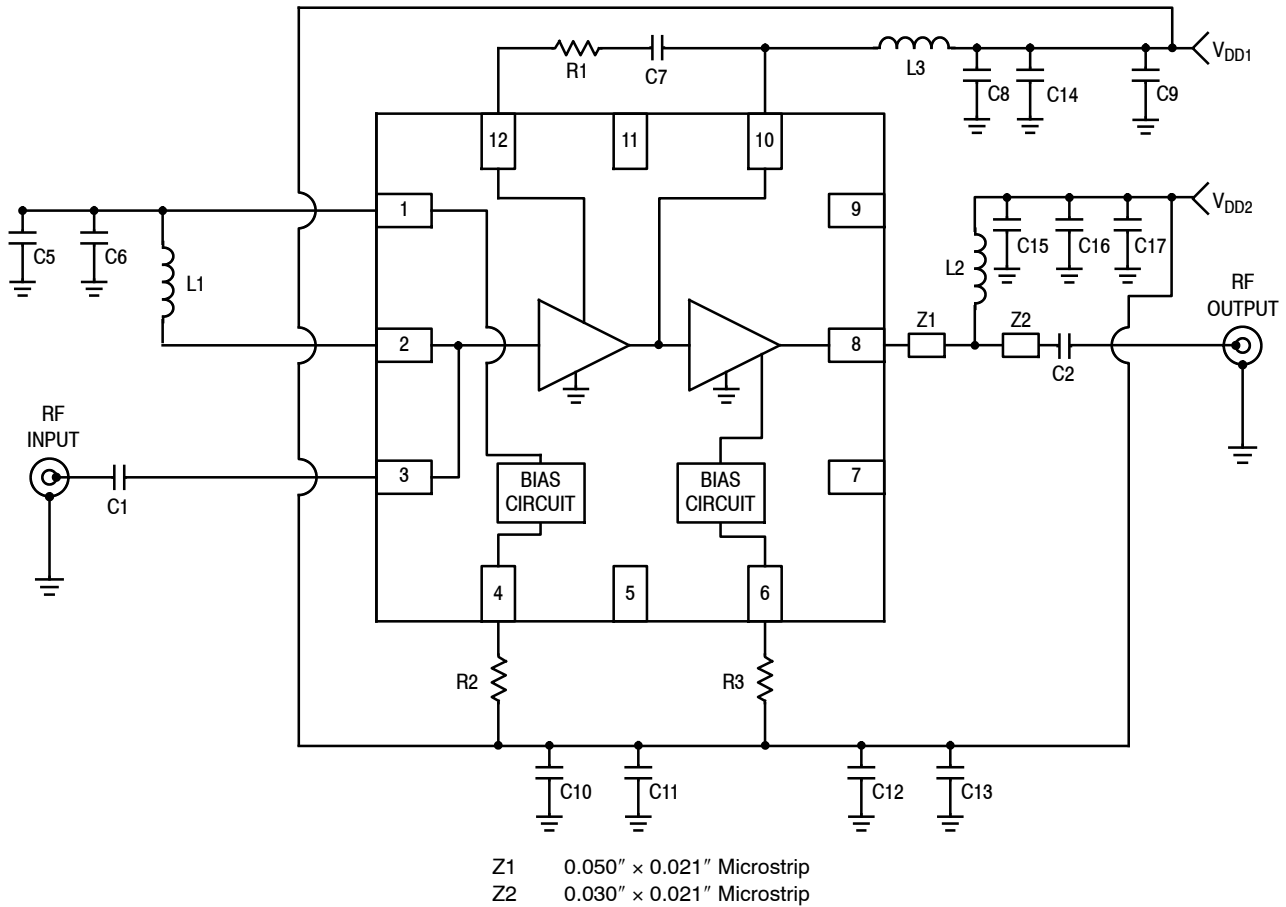 R1
C7
L3
C8
C14
C9
VDD1
12
11
10
1
9
VDD2
C5
C6
L1
C15
C16
C17
L2
RF
OUTPUT
2
8
Z1
Z2
C2
RF
INPUT
C1
3
BIAS
CIRCUIT
BIAS
CIRCUIT
7
4
5
6
R2
R3
C10
C11
C12
C13
Z1 0.050″ × 0.021″ Microstrip
Z2 0.030″ × 0.021″ Microstrip